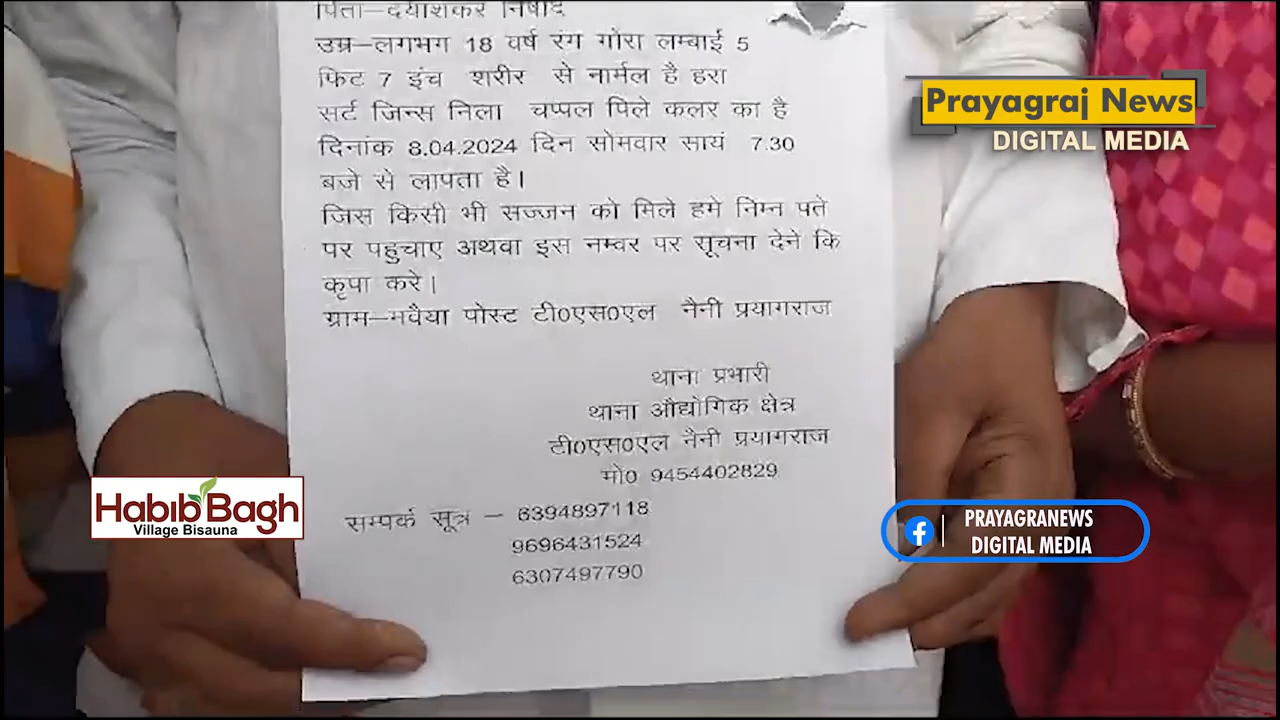 पिता—दयाशंकर निषाद
उम्र—लगभग 18 वर्ष रंग गोरा लम्बाई 5
फिट 7 इंच शरीर से नार्मल है हरा
सर्ट जिन्स निला चप्पल पिले कलर का है
दिनांक 8.04.2024 दिन सोमवार सायं 7.30
बजे से लापता है।
जिस किसी भी सज्जन को मिले हमे निम्न पते
पर पहुचाए अथवा इस नम्वर पर सूचना देने कि
कृपा करे।
ग्राम—मवैया पोस्ट टी0एस0एल नैनी प्रयागराज
थाना प्रभारी
थाना औद्योगिक क्षेत्र
टी0एस0एल नैनी प्रयागराज
मो0 9454402829
सम्पर्क सूत्र — 6394897118
9696431524
6307497790
Prayagraj News
DIGITAL MEDIA
Habib Bagh
Village Bisauna
PRAYAGRANEWS
DIGITAL MEDIA